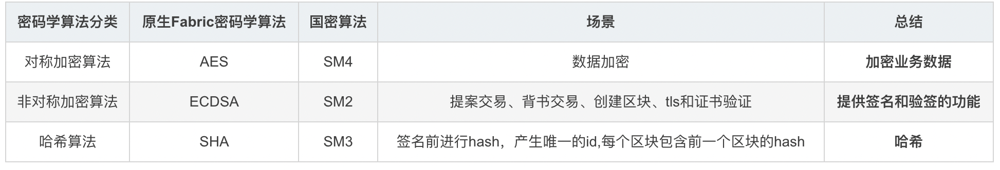 密码学算法分类 原生Fabric密码学算法 国密算法 场景 总结
对称加密算法 AES SM4 数据加密 加密业务数据
非对称加密算法 ECDSA SM2 提案交易、背书交易、创建区块、tls和证书验证 提供签名和验签的功能
哈希算法 SHA SM3 签名前进行hash，产生唯一的id,每个区块包含前一个区块的hash 哈希